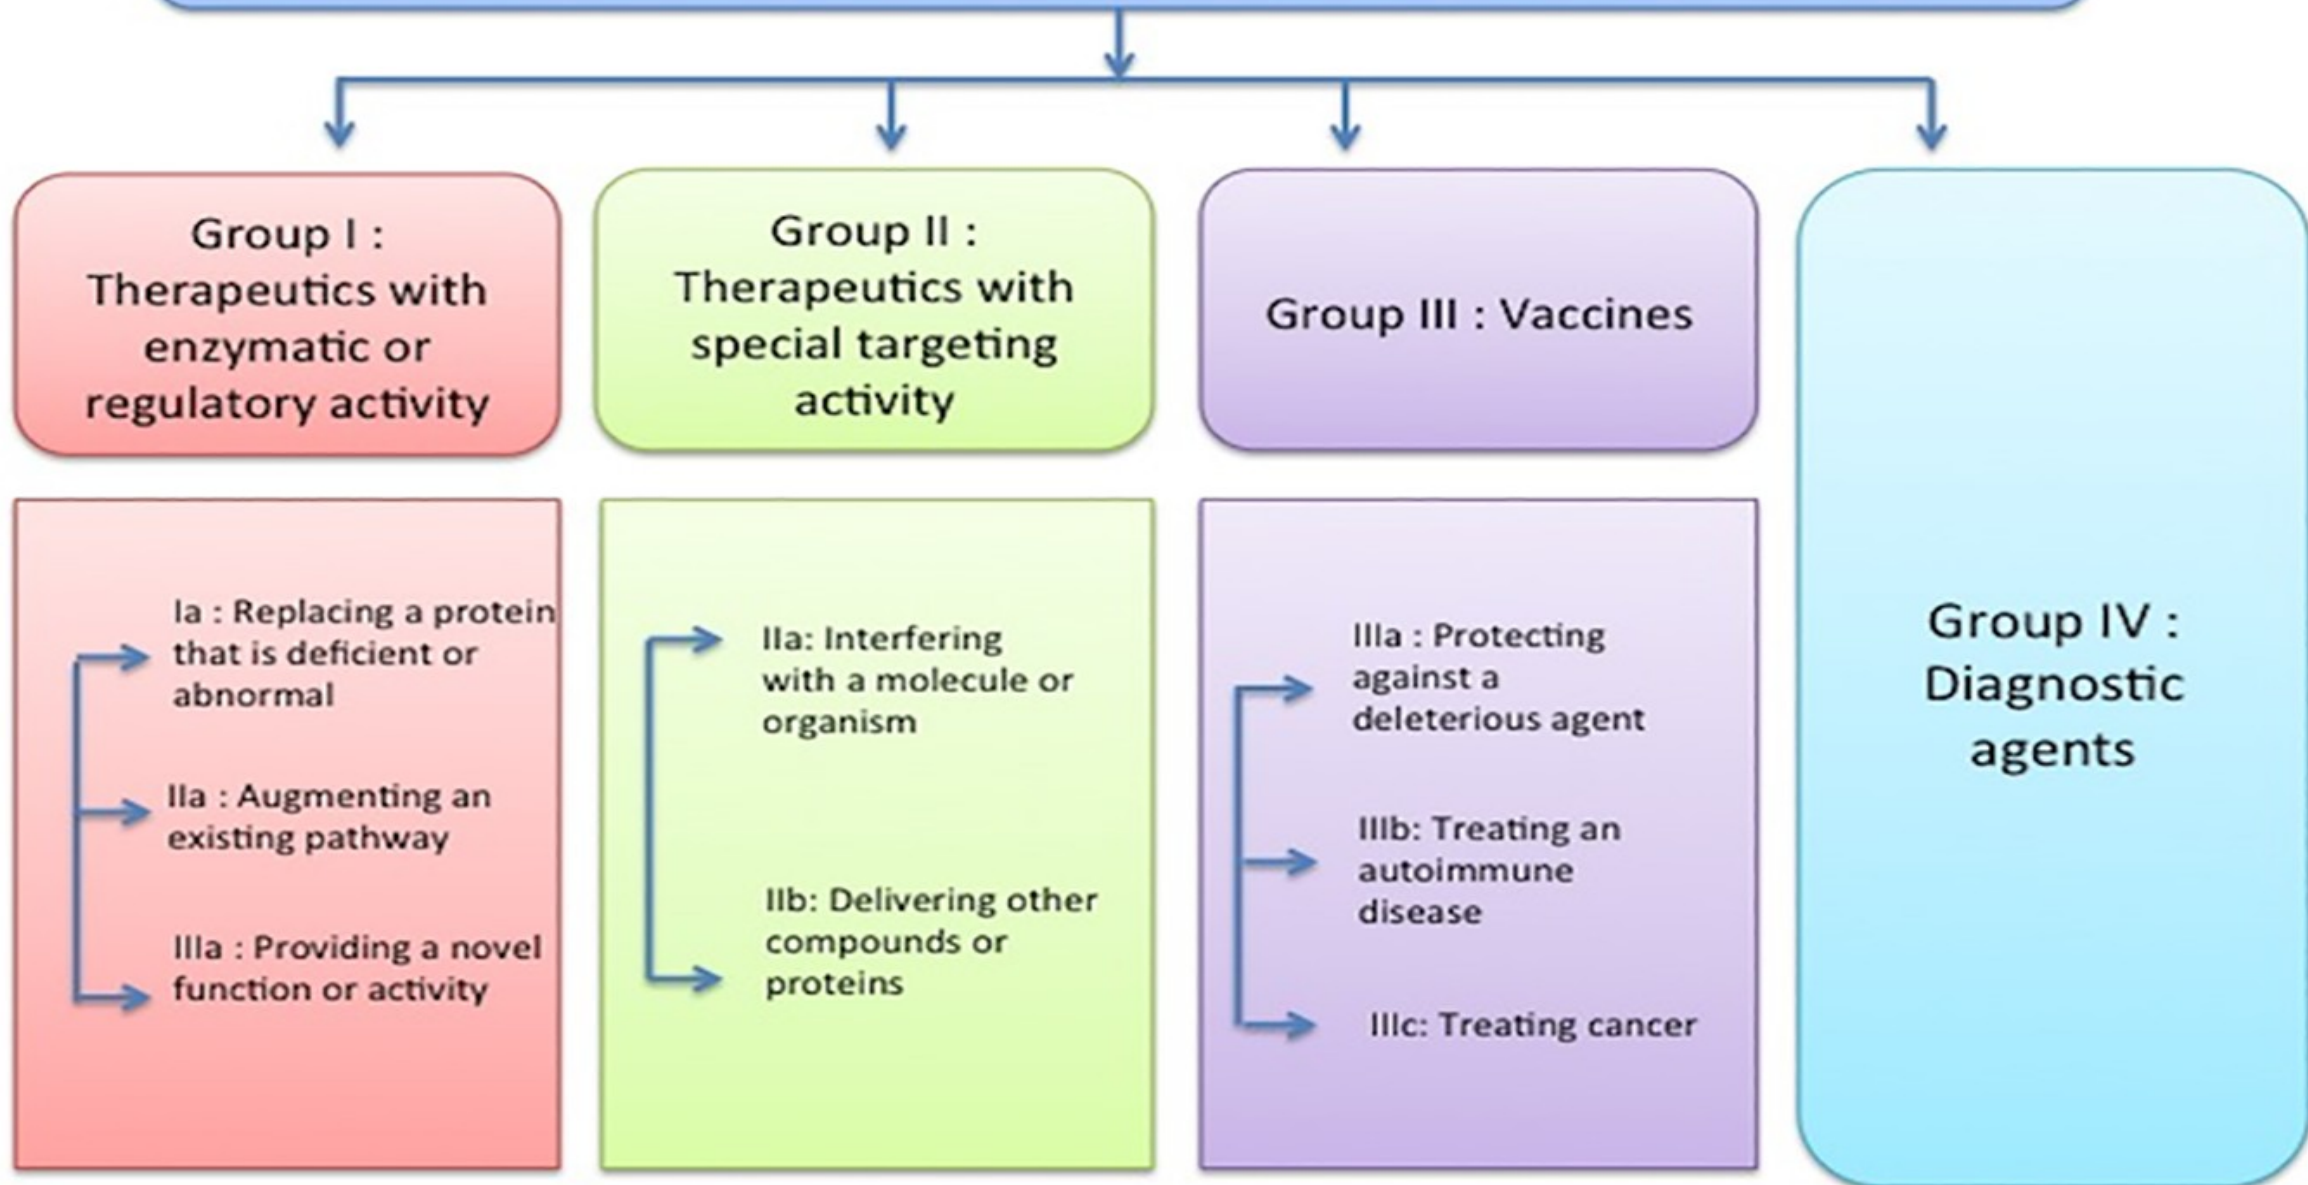 Group I :
Therapeutics with
enzymatic or
regulatory activity
Group II :
Therapeutics with
special targeting
activity
Group III : Vaccines
Group IV :
Diagnostic
agents
Ia : Replacing a protein
that is deficient or
abnormal
IIa : Augmenting an
existing pathway
IIIa : Providing a novel
function or activity
IIa: Interfering
with a molecule or
organism
IIb: Delivering other
compounds or
proteins
IIIa : Protecting
against a
deleterious agent
IIIb: Treating an
autoimmune
disease
IIIc: Treating cancer